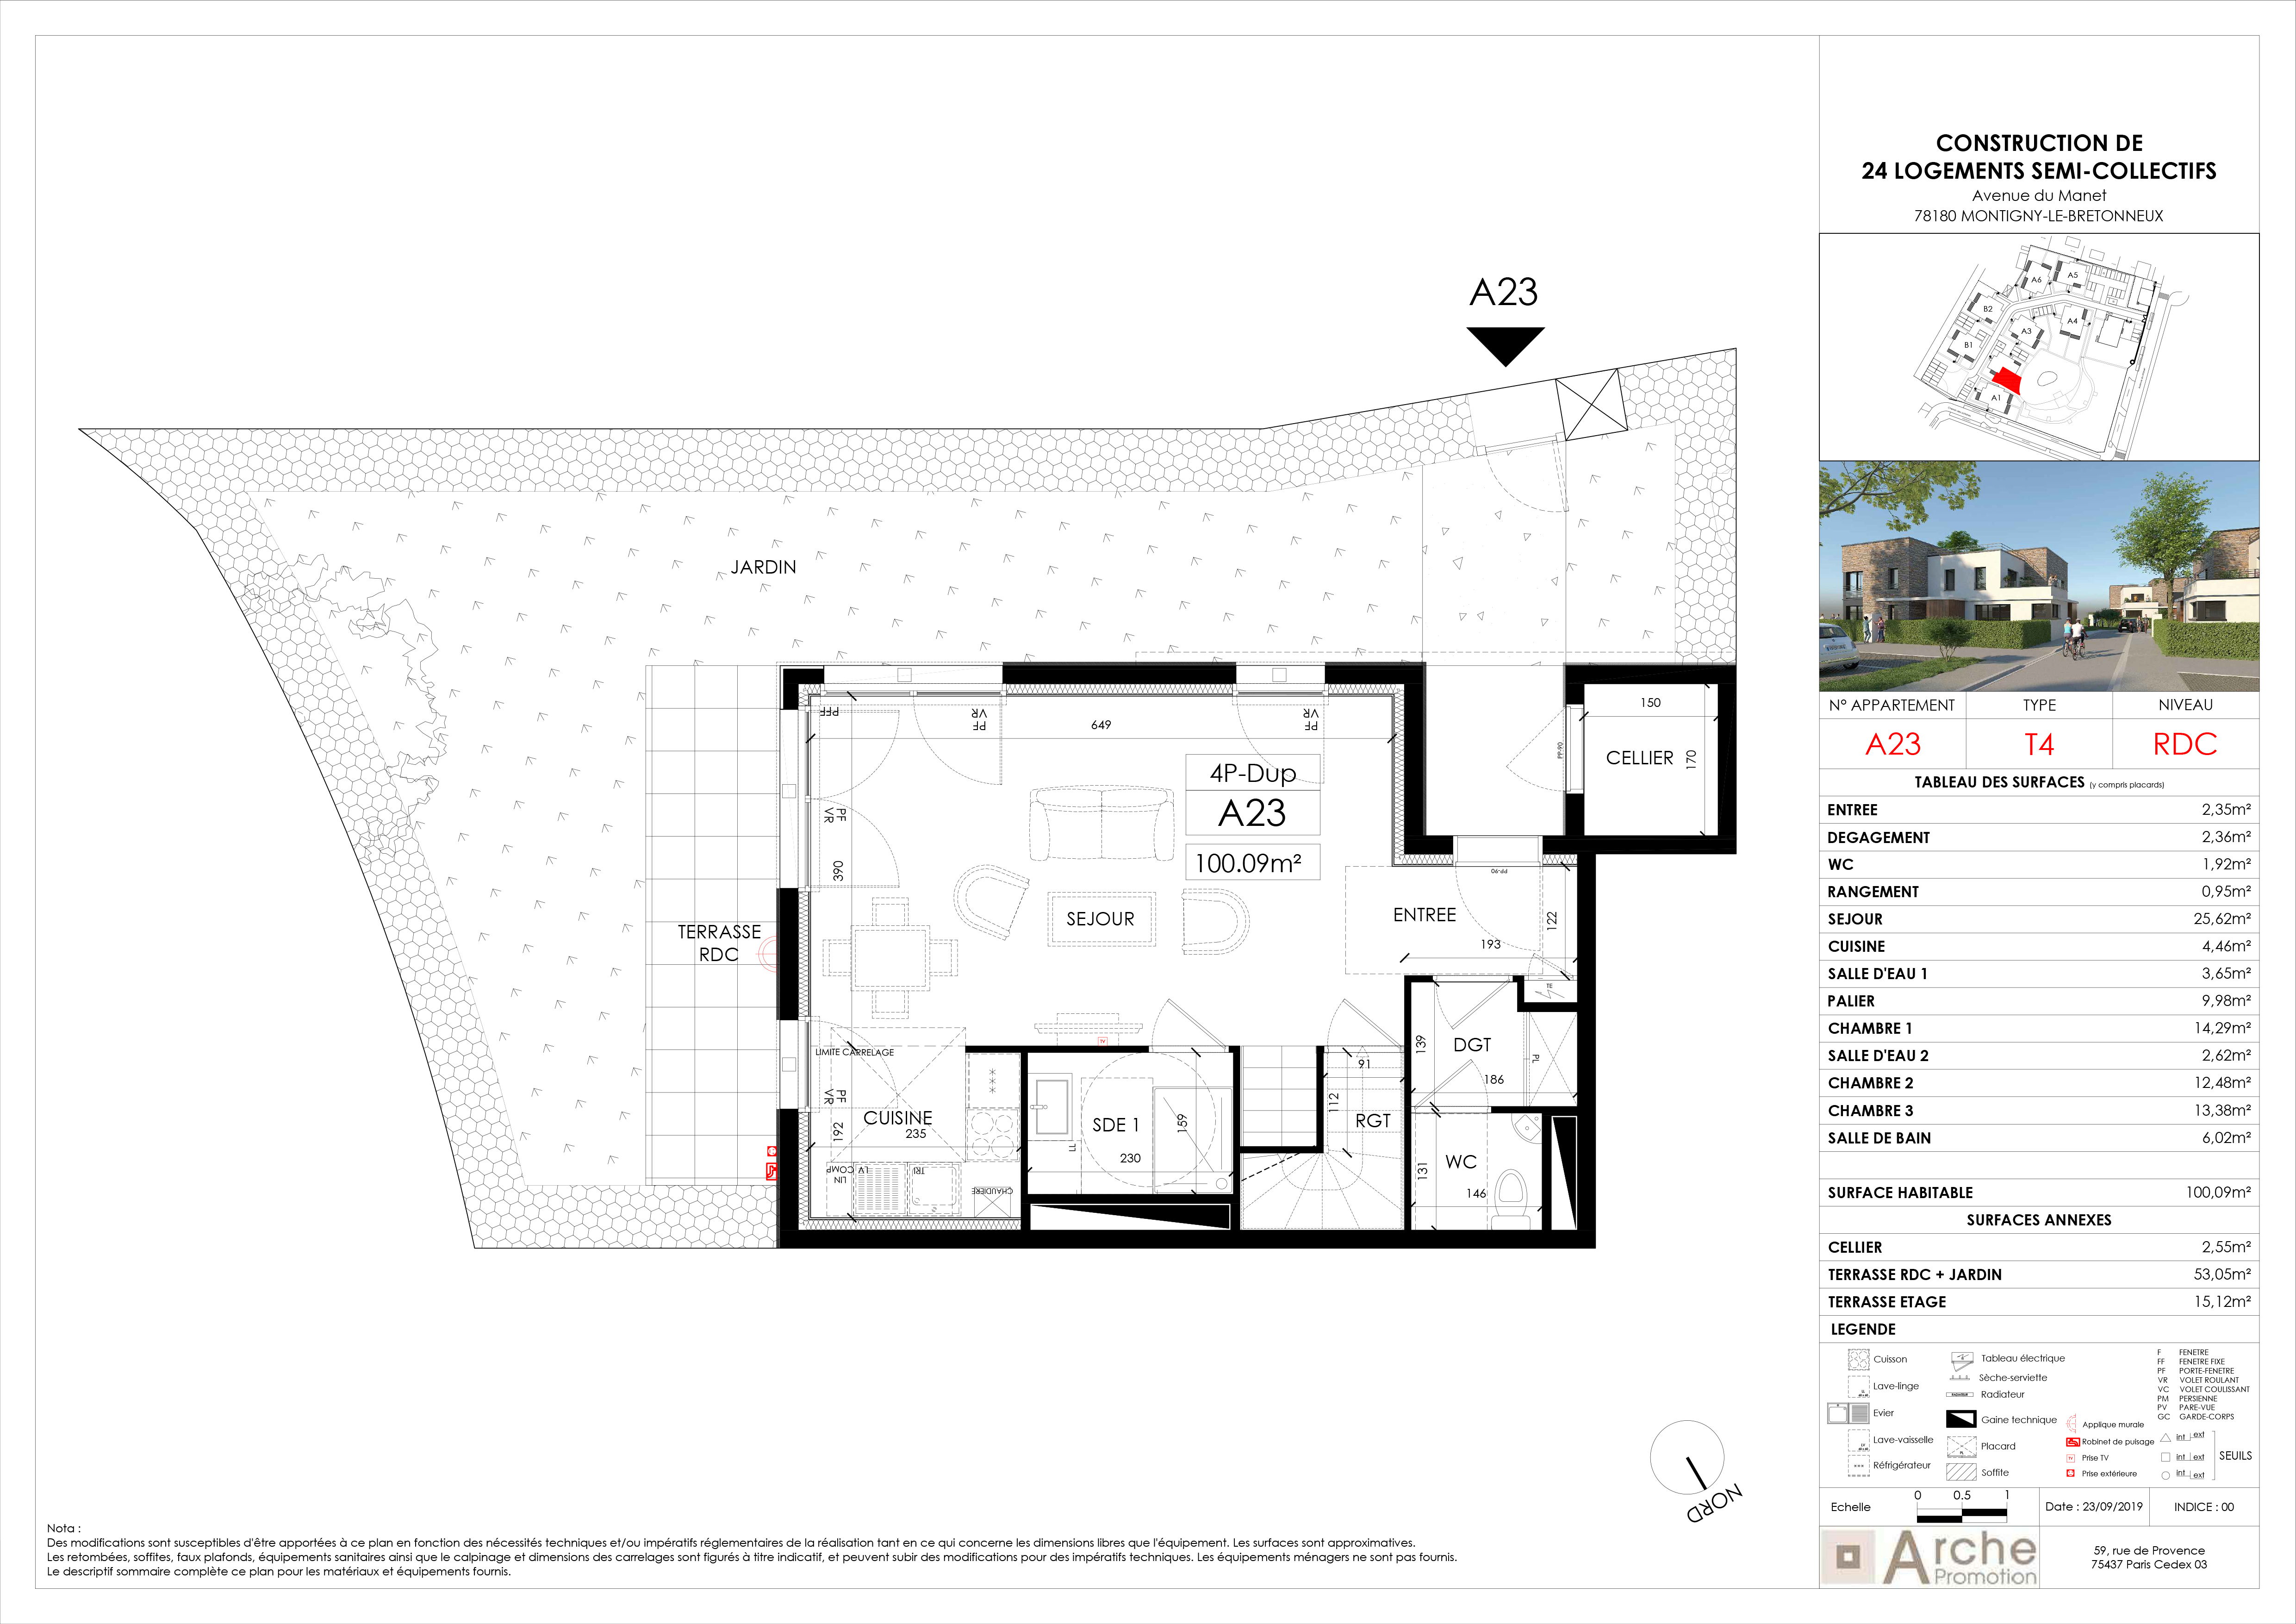 A23
JARDIN
PFF
PF
VR
649
PF
VR
150
CELLIER
170
PP-90
4P-Dup
A23
100.09m²
PF
VR
390
SEJOUR
ENTREE
PP-90
122
193
TERRASSE
RDC
TE
TV
LIMITE CARRELAGE
139
DGT
186
PL
91
112
RGT
PF
VR
192
CUISINE
235
SDE 1
159
230
LL
131
WC
146
LIN
COMP
LV
TRI
CHAUDIERE
NORD
Nota :
Des modifications sont susceptibles d'être apportées à ce plan en fonction des nécessités techniques et/ou impératifs réglementaires de la réalisation tant en ce qui concerne les dimensions libres que l'équipement. Les surfaces sont approximatives.
Les retombées, soffites, faux plafonds, équipements sanitaires ainsi que le calpinage et dimensions des carrelages sont figurés à titre indicatif, et peuvent subir des modifications pour des impératifs techniques. Les équipements ménagers ne sont pas fournis.
Le descriptif sommaire complète ce plan pour les matériaux et équipements fournis.
CONSTRUCTION DE
24 LOGEMENTS SEMI-COLLECTIFS
Avenue du Manet
78180 MONTIGNY-LE-BRETONNEUX
A6
A5
B2
A4
A3
B1
A1
N° APPARTEMENT TYPE NIVEAU
A23 T4 RDC
TABLEAU DES SURFACES (y compris placards)
ENTREE 2,35m²
DEGAGEMENT 2,36m²
WC 1,92m²
RANGEMENT 0,95m²
SEJOUR 25,62m²
CUISINE 4,46m²
SALLE D'EAU 1 3,65m²
PALIER 9,98m²
CHAMBRE 1 14,29m²
SALLE D'EAU 2 2,62m²
CHAMBRE 2 12,48m²
CHAMBRE 3 13,38m²
SALLE DE BAIN 6,02m²
SURFACE HABITABLE 100,09m²
SURFACES ANNEXES
CELLIER 2,55m²
TERRASSE RDC + JARDIN 53,05m²
TERRASSE ETAGE 15,12m²
LEGENDE
Cuisson
Lave-linge
Evier
Lave-vaisselle
Réfrigérateur
Tableau électrique
Sèche-serviette
Radiateur
Gaine technique
Placard
Soffite
F FENETRE
FF FENETRE FIXE
PF PORTE-FENETRE
VR VOLET ROULANT
VC VOLET COULISSANT
PM PERSIENNE
PV PARE-VUE
GC GARDE-CORPS
Applique murale
Robinet de puisage
Prise TV
Prise extérieure
int ext
int ext
int ext
SEUILS
Echelle 0 0.5 1
Date : 23/09/2019
INDICE : 00
Arche
Promotion
59, rue de Provence
75437 Paris Cedex 03